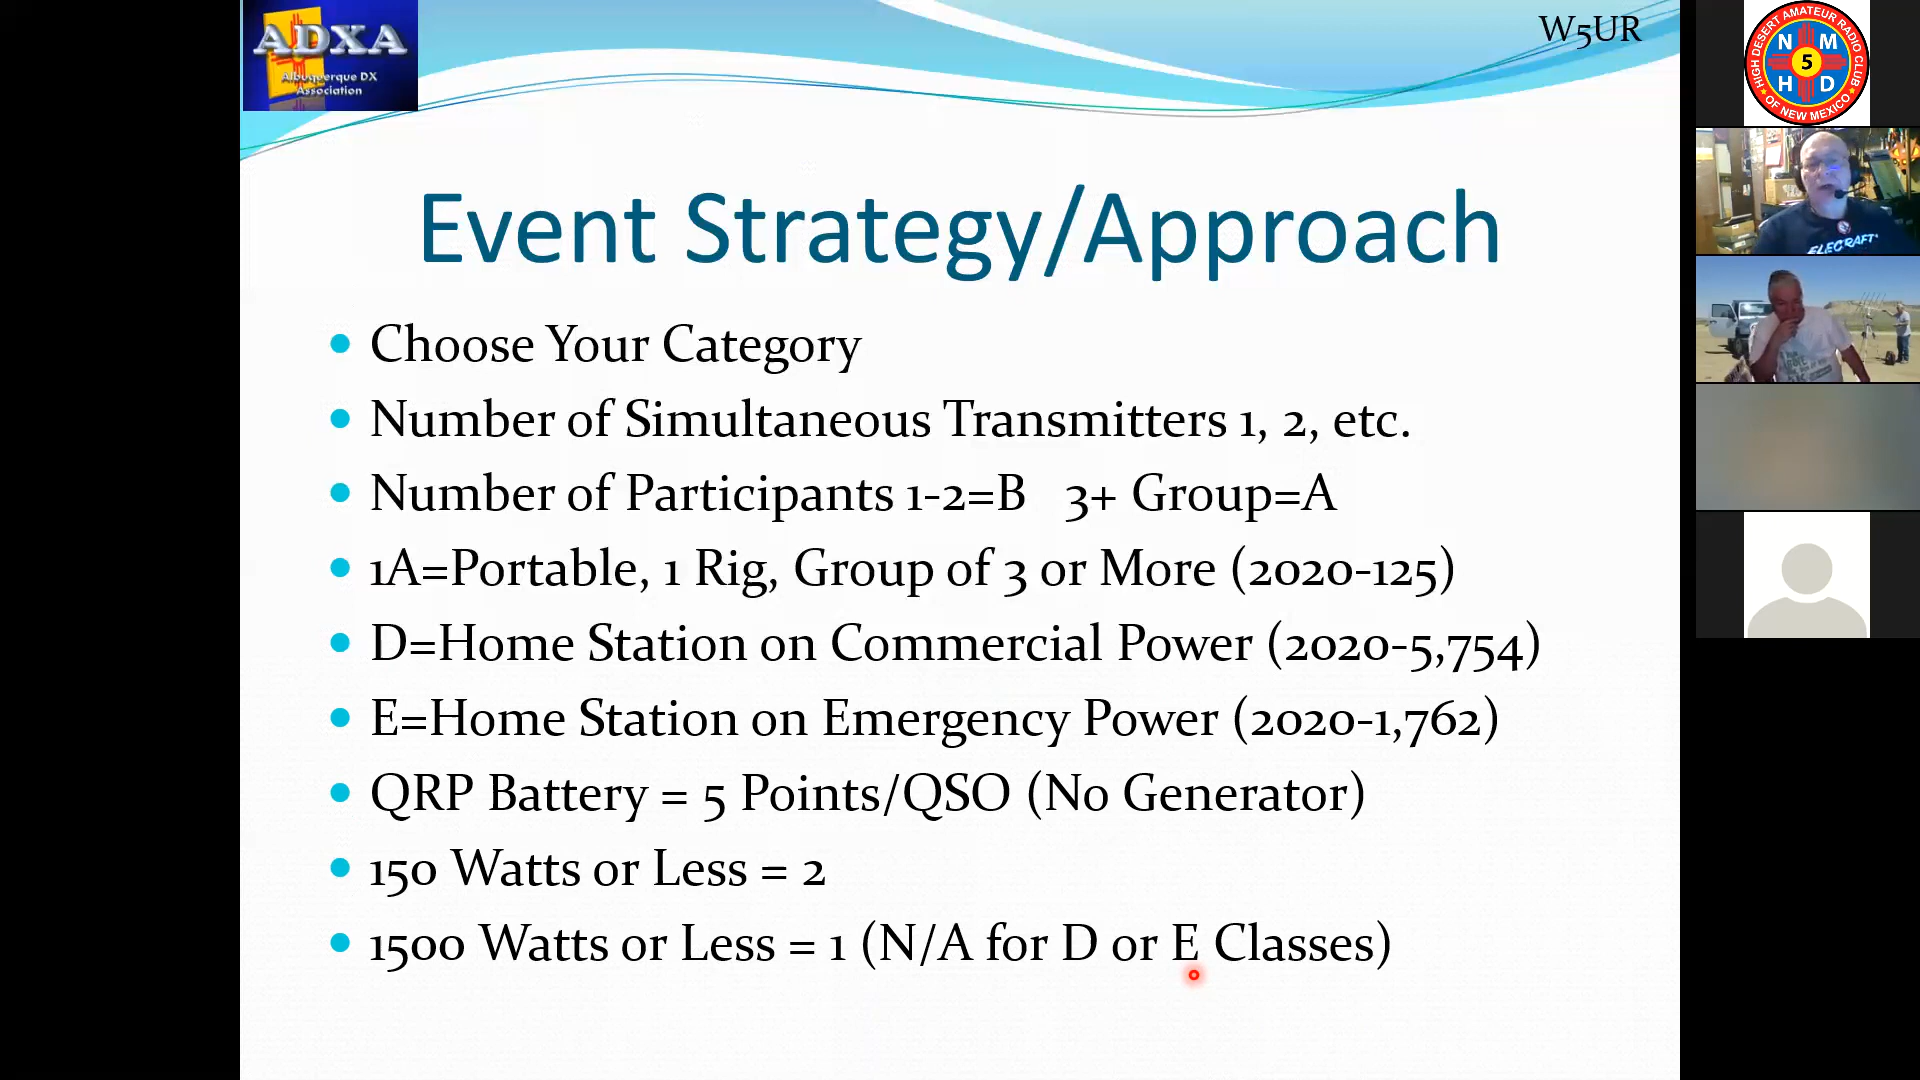 ADXA
Albuquerque DX
Association
W5UR
Event Strategy/Approach
Choose Your Category
Number of Simultaneous Transmitters 1, 2, etc.
Number of Participants 1-2=B 3+ Group=A
1A=Portable, 1 Rig, Group of 3 or More (2020-125)
D=Home Station on Commercial Power (2020-5,754)
E=Home Station on Emergency Power (2020-1,762)
QRP Battery = 5 Points/QSO (No Generator)
150 Watts or Less = 2
1500 Watts or Less = 1 (N/A for D or E Classes)
HIGH DESERT AMATEUR RADIO CLUB
N M
5
H D
OF NEW MEXICO
ELECRAFT